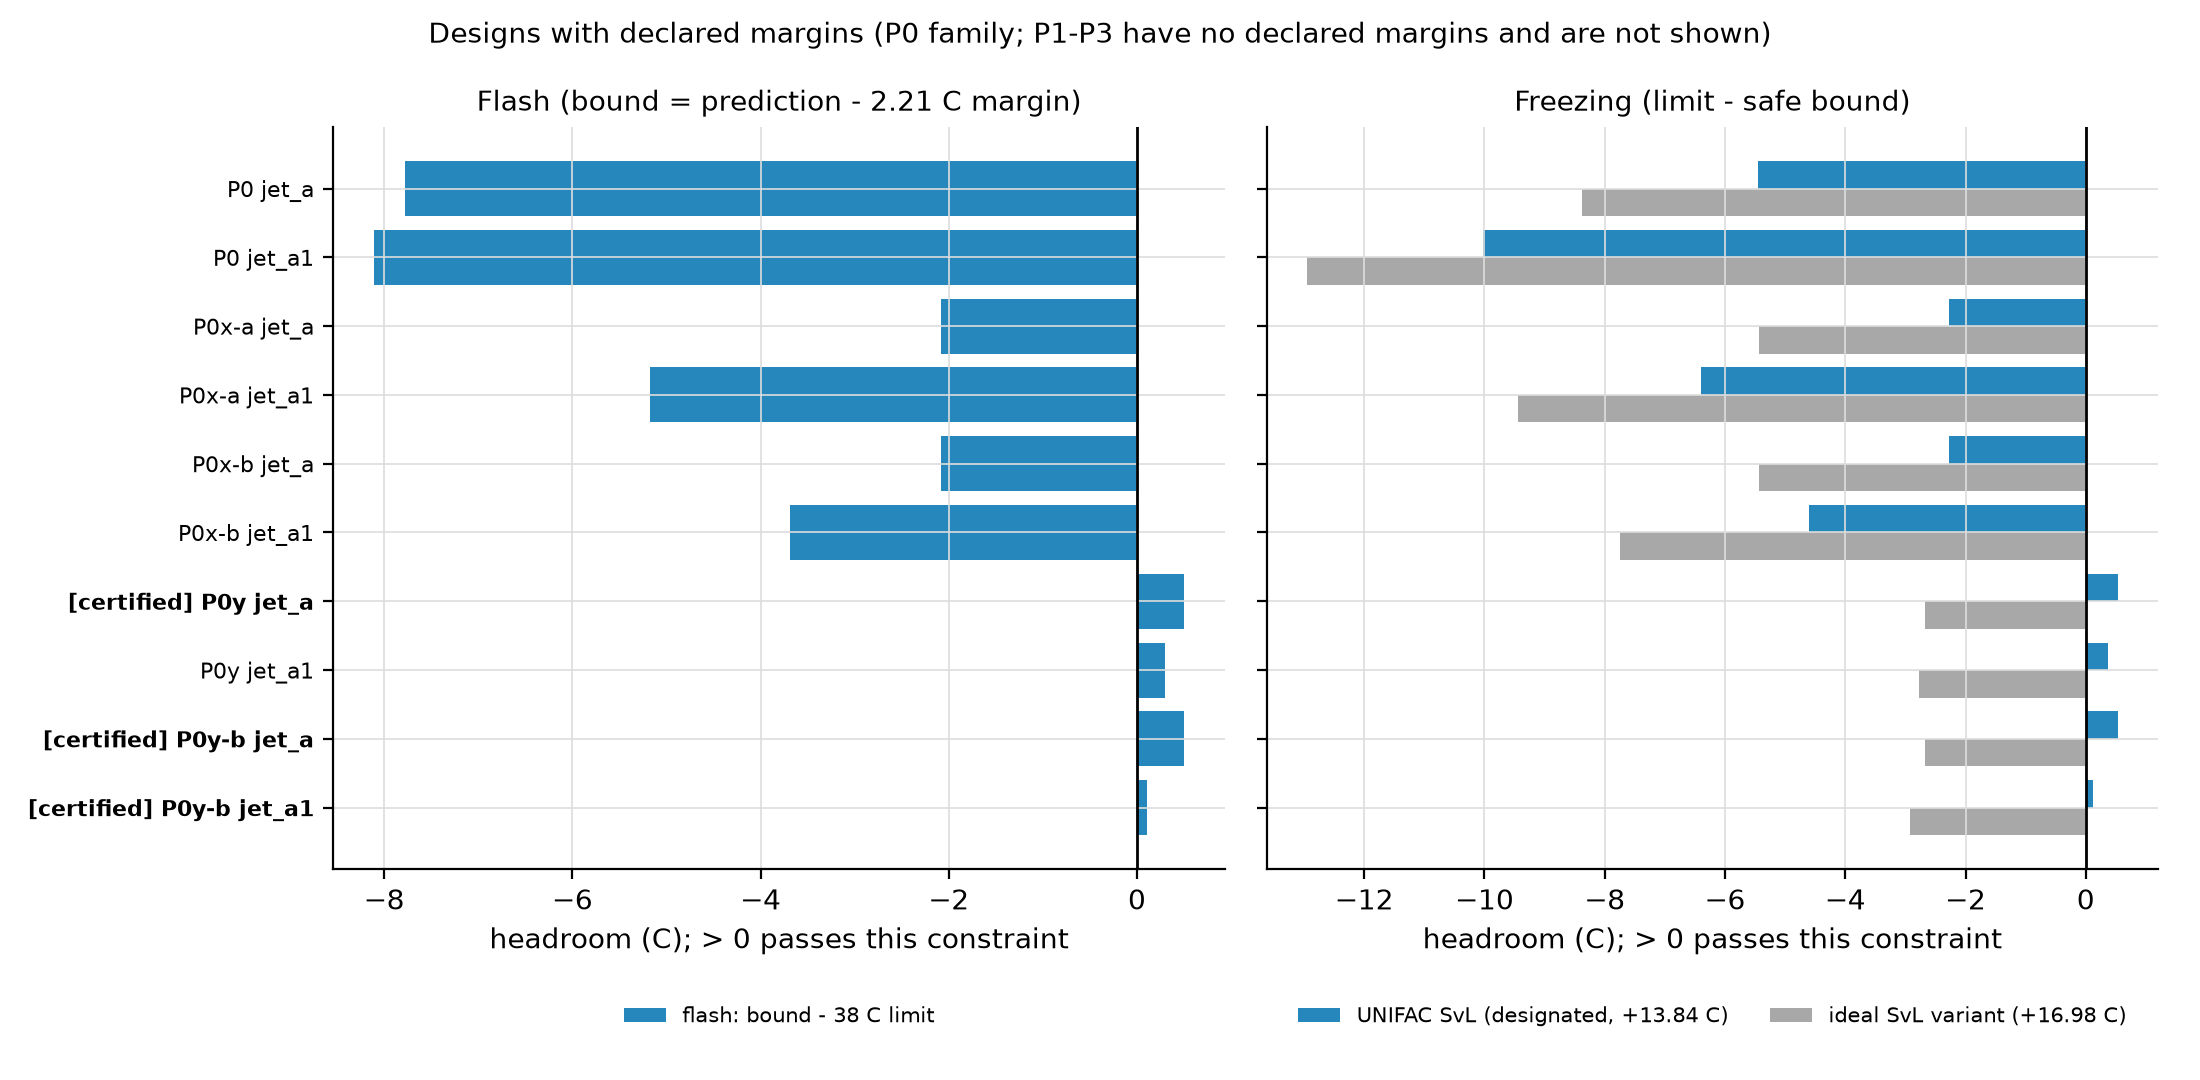 Designs with declared margins (P0 family; P1-P3 have no declared margins and are not shown)
Flash (bound = prediction - 2.21 C margin)
P0 jet_a
P0 jet_a1
P0x-a jet_a
P0x-a jet_a1
P0x-b jet_a
P0x-b jet_a1
[certified] P0y jet_a
P0y jet_a1
[certified] P0y-b jet_a
[certified] P0y-b jet_a1
−8 −6 −4 −2 0
headroom (C); > 0 passes this constraint
flash: bound - 38 C limit
Freezing (limit - safe bound)
−12 −10 −8 −6 −4 −2 0
headroom (C); > 0 passes this constraint
UNIFAC SvL (designated, +13.84 C)
ideal SvL variant (+16.98 C)